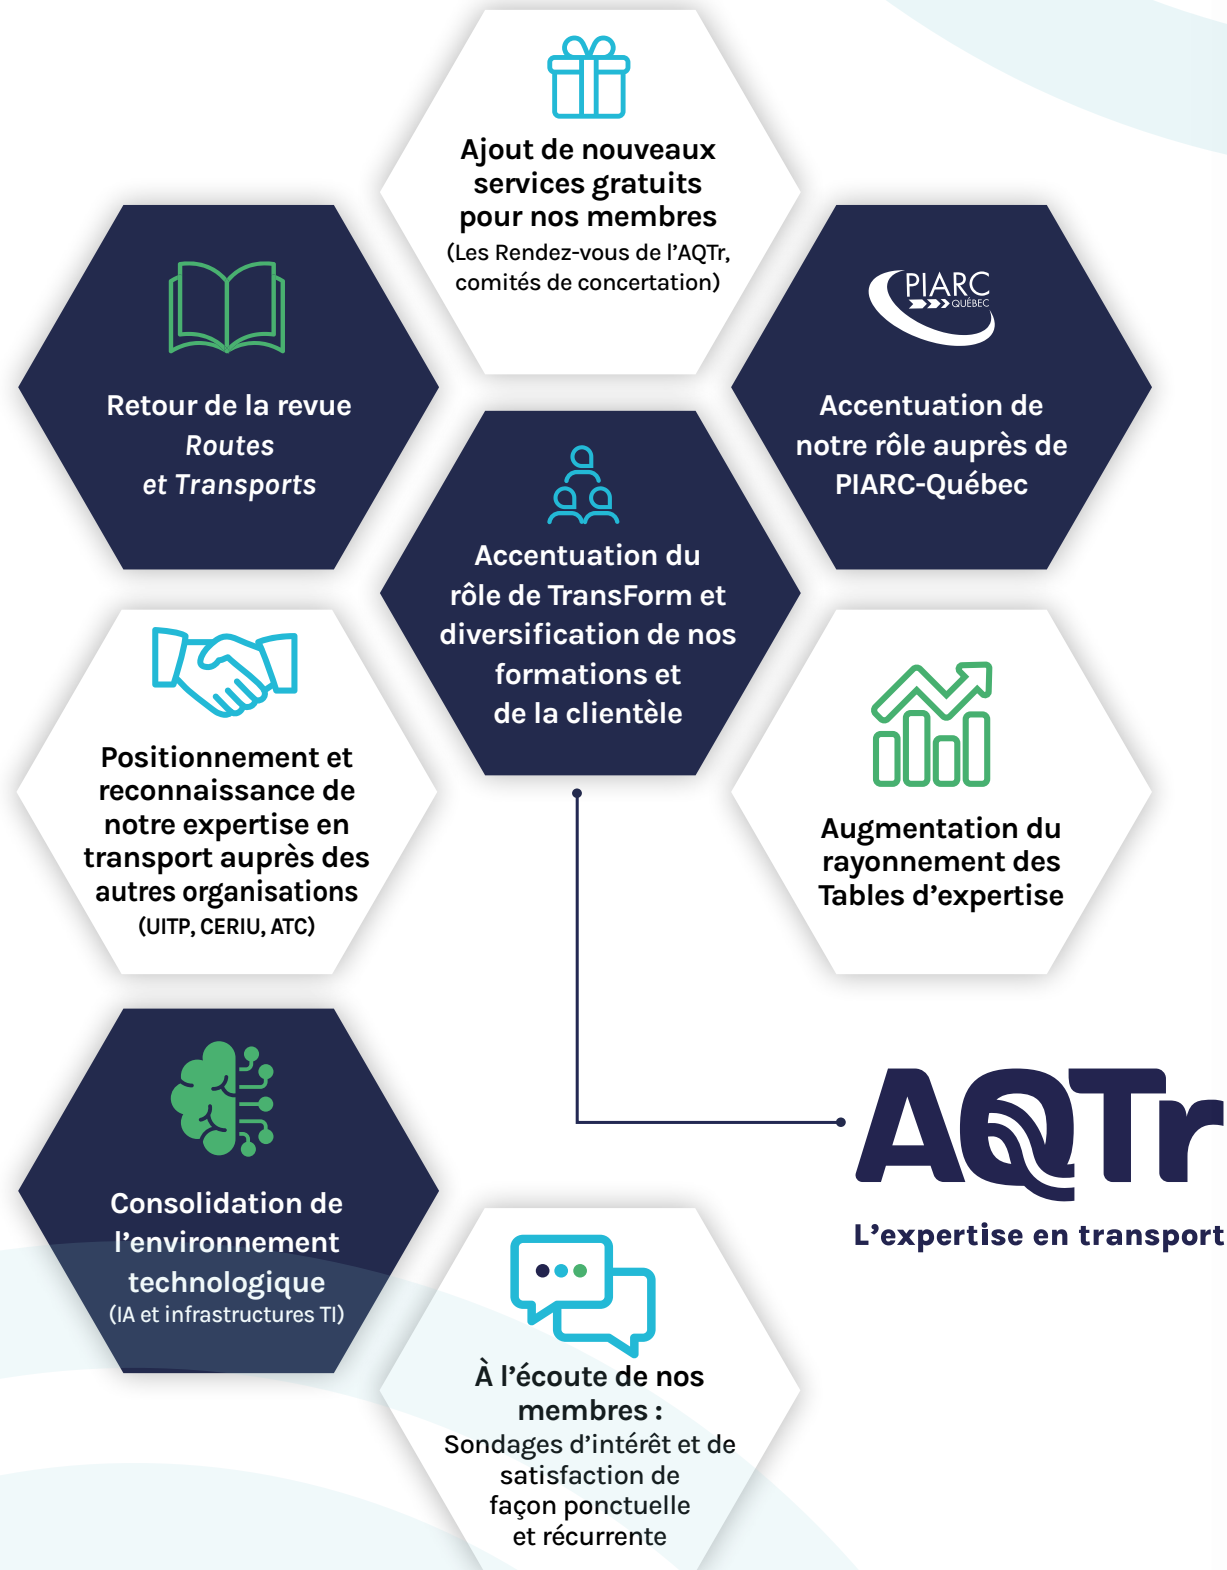 Ajout de nouveaux
services gratuits
pour nos membres
(Les Rendez-vous de l’AQTr,
comités de concertation)
Retour de la revue
Routes
et Transports
PIARC
QUÉBEC
Accentuation de
notre rôle auprès de
PIARC-Québec
Accentuation du
rôle de TransForm et
diversification de nos
formations et
de la clientèle
Positionnement et
reconnaissance de
notre expertise en
transport auprès des
autres organisations
(UITP, CERIU, ATC)
Augmentation du
rayonnement des
Tables d’expertise
Consolidation de
l’environnement
technologique
(IA et infrastructures TI)
AQTr
L’expertise en transport
À l’écoute de nos
membres :
Sondages d’intérêt et de
satisfaction de
façon ponctuelle
et récurrente